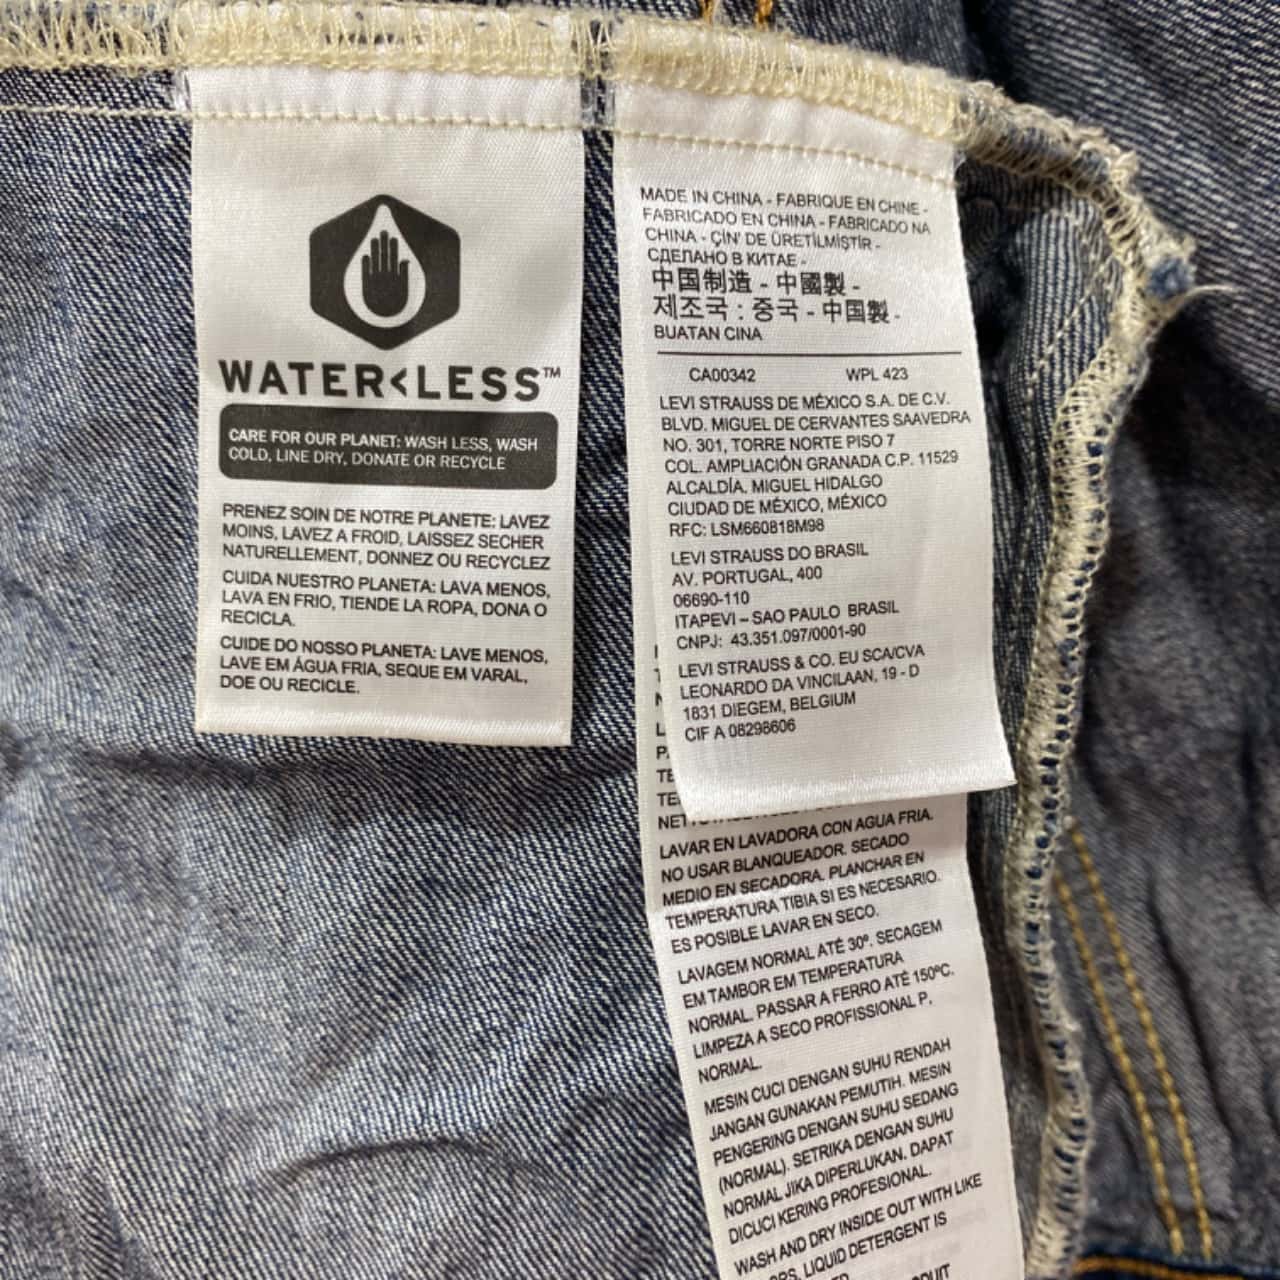 WATER<LESS™
CARE FOR OUR PLANET: WASH LESS, WASH
COLD, LINE DRY, DONATE OR RECYCLE
PRENEZ SOIN DE NOTRE PLANETE: LAVEZ
MOINS, LAVEZ A FROID, LAISSEZ SECHER
NATURELLEMENT, DONNEZ OU RECYCLEZ
CUIDA NUESTRO PLANETA: LAVA MENOS,
LAVA EN FRIO, TIENDE LA ROPA, DONA O
RECICLA.
CUIDE DO NOSSO PLANETA: LAVE MENOS,
LAVE EM ÁGUA FRIA, SEQUE EM VARAL,
DOE OU RECICLE.
MADE IN CHINA - FABRIQUE EN CHINE -
FABRICADO EN CHINA - FABRICADO NA
CHINA - ÇİN' DE ÜRETİLMİŞTİR -
СДЕЛАНО В КИТАЕ -
中国制造 - 中國製 -
제조국 : 중국 - 中国製 -
BUATAN CINA
CA00342 WPL 423
LEVI STRAUSS DE MÉXICO S.A. DE C.V.
BLVD. MIGUEL DE CERVANTES SAAVEDRA
NO. 301, TORRE NORTE PISO 7
COL. AMPLIACIÓN GRANADA C.P. 11529
ALCALDÍA. MIGUEL HIDALGO
CIUDAD DE MÉXICO, MÉXICO
RFC: LSM660818M98
LEVI STRAUSS DO BRASIL
AV. PORTUGAL, 400
06690-110
ITAPEVI – SAO PAULO BRASIL
CNPJ: 43.351.097/0001-90
LEVI STRAUSS & CO. EU SCA/CVA
LEONARDO DA VINCILAAN, 19 - D
1831 DIEGEM, BELGIUM
CIF A 08298606
LAVAR EN LAVADORA CON AGUA FRIA.
NO USAR BLANQUEADOR. SECADO
MEDIO EN SECADORA. PLANCHAR EN
TEMPERATURA TIBIA SI ES NECESARIO.
ES POSIBLE LAVAR EN SECO.
LAVAGEM NORMAL ATÉ 30º. SECAGEM
EM TAMBOR EM TEMPERATURA
NORMAL. PASSAR A FERRO ATÉ 150ºC.
LIMPEZA A SECO PROFISSIONAL P.
NORMAL.
MESIN CUCI DENGAN SUHU RENDAH
JANGAN GUNAKAN PEMUTIH. MESIN
PENGERING DENGAN SUHU SEDANG
(NORMAL). SETRIKA DENGAN SUHU
NORMAL JIKA DIPERLUKAN. DAPAT
DICUCI KERING PROFESIONAL.
WASH AND DRY INSIDE OUT WITH LIKE
LIQUID DETERGENT IS